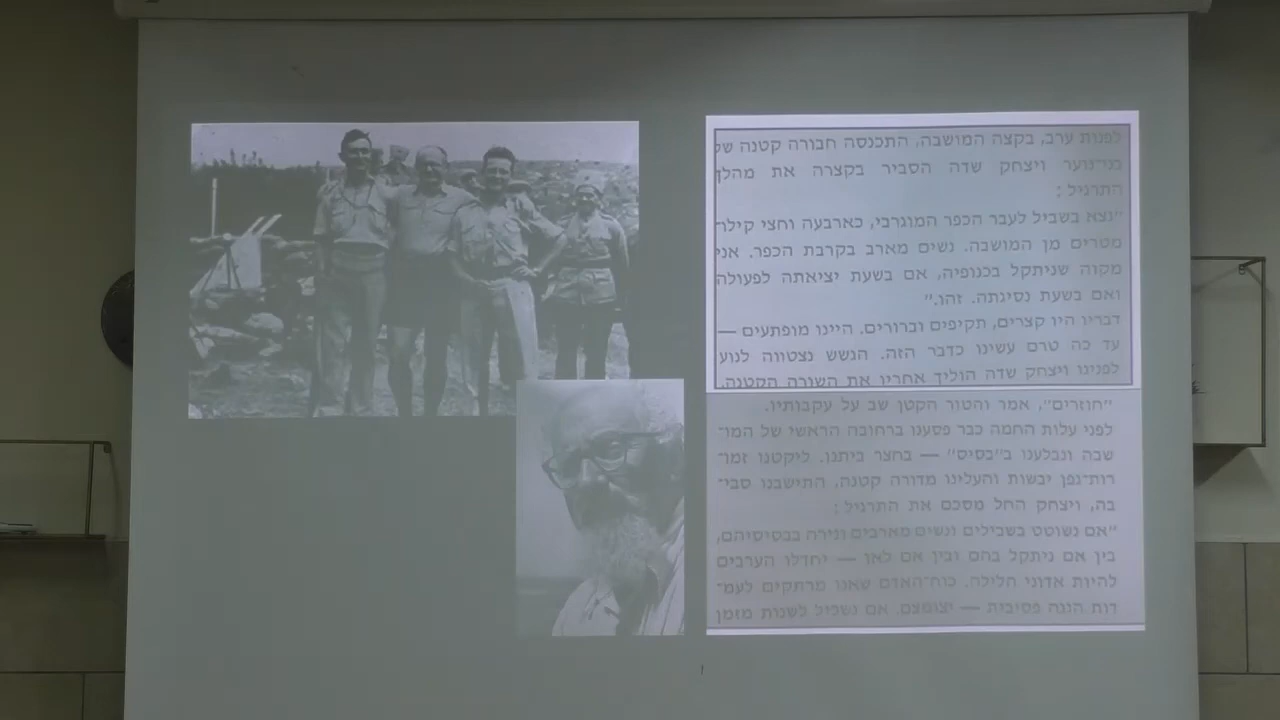 לפנות ערב, בקצה המושבה, התכנסה חבורה קטנה של
בני־נוער ויצחק שדה הסביר בקצרה את מהלך
התרגיל:
״נצא בשביל לעבר הכפר המוגרבי, כארבעה וחצי קילו־
מטרים מן המושבה. נשים מארב בקרבת הכפר. אני
מקוה שניתקל בכנופיה, אם בשעת יציאתה לפעולה
ואם בשעת נסיגתה. זהו.״
דבריו היו קצרים, תקיפים וברורים. היינו מופתעים —
עד כה טרם עשינו כדבר הזה. הגשש נצטווה לנוע
לפנינו ויצחק שדה הוליך אחריו את השורה הקטנה.
״חוזרים״, אמר והטור הקטן שב על עקבותיו.
לפני עלות החמה כבר פסענו ברחובה הראשי של המו־
שבה ונבלענו ב״בסיס״ — בחצר ביתנו. ליקטנו זמו־
רות־גפן יבשות והעלינו מדורה קטנה. התישבנו סבי־
בה, ויצחק החל מסכם את התרגיל:
״אם נשוטט בשבילים ונשים מארבים ונירה בבסיסיהם,
בין אם ניתקל בהם ובין אם לאו — יחדלו הערבים
להיות אדוני הלילה. כוח־האדם שאנו מרתקים לעמ־
דות הגנה פסיבית — יצומצם. אם נשכיל לשנות מזמן